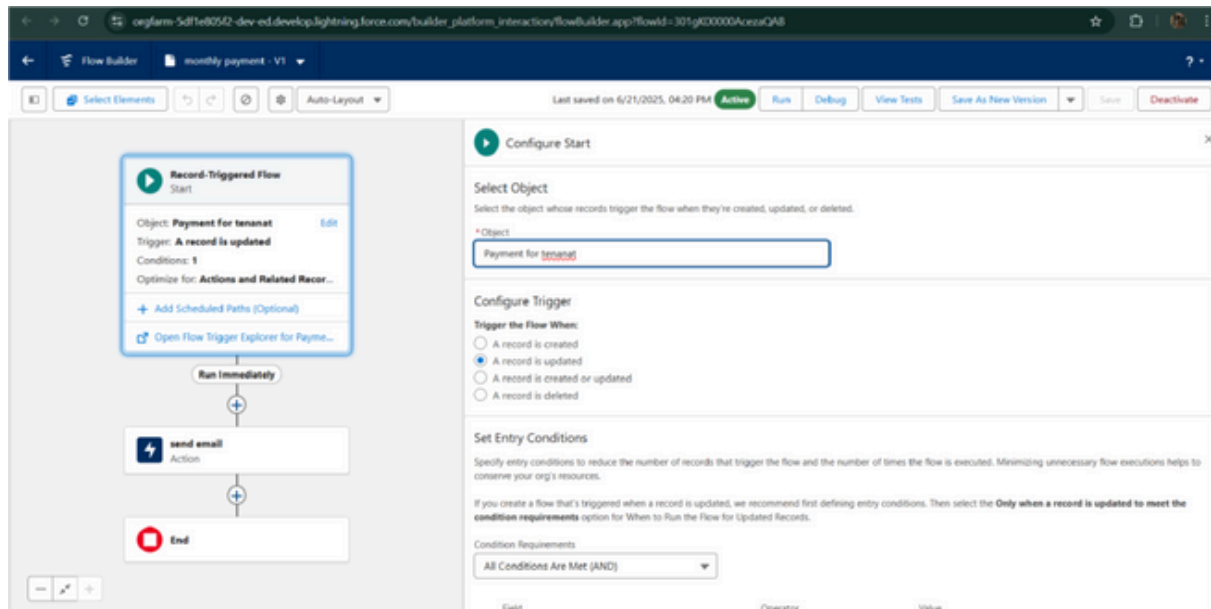 orgfarm-5df1e805f2-dev-ed.develop.lightning.force.com/builder_platform_interaction/flowBuilder.app?flowId=301gK00000AcezaQAB
Flow Builder monthly payment - V1 ?
Select Elements Auto-Layout Last saved on 6/21/2025, 04:20 PM Active Run Debug View Tests Save As New Version Save Deactivate
Record-Triggered Flow
Start
Object: Payment for tenanat Edit
Trigger: A record is updated
Conditions: 1
Optimize for: Actions and Related Recor...
+ Add Scheduled Paths (Optional)
Open Flow Trigger Explorer for Payme...
Run Immediately
send email
Action
End
Configure Start
Select Object
Select the object whose records trigger the flow when they're created, updated, or deleted.
*Object
Payment for tenanat
Configure Trigger
Trigger the Flow When:
A record is created
A record is updated
A record is created or updated
A record is deleted
Set Entry Conditions
Specify entry conditions to reduce the number of records that trigger the flow and the number of times the flow is executed. Minimizing unnecessary flow executions helps to
conserve your org's resources.
If you create a flow that's triggered when a record is updated, we recommend first defining entry conditions. Then select the Only when a record is updated to meet the
condition requirements option for When to Run the Flow for Updated Records.
Condition Requirements
All Conditions Are Met (AND)
Field Operator Value